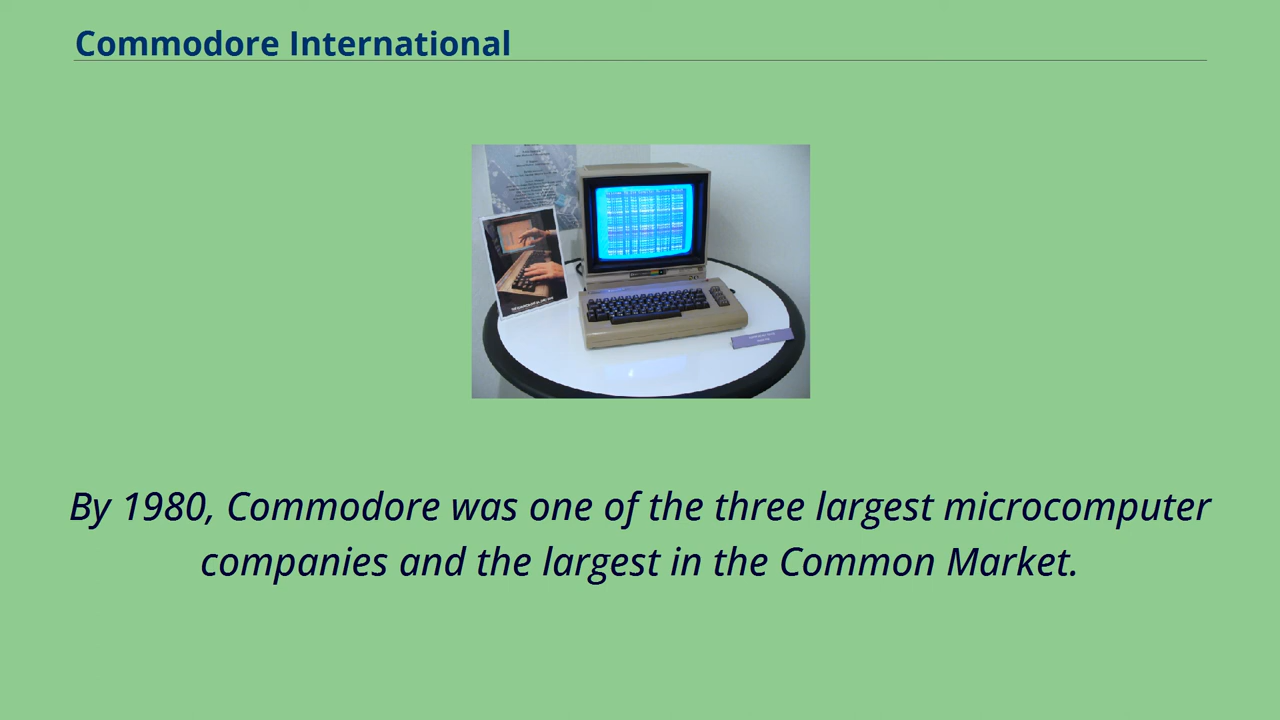 Commodore International
By 1980, Commodore was one of the three largest microcomputer
companies and the largest in the Common Market.